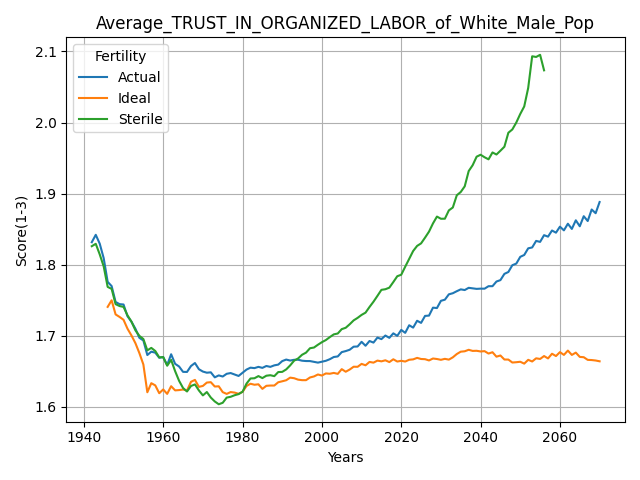 Average_TRUST_IN_ORGANIZED_LABOR_of_White_Male_Pop
Fertility
Actual
Ideal
Sterile
Score(1-3)
2.1
2.0
1.9
1.8
1.7
1.6
1940 1960 1980 2000 2020 2040 2060
Years